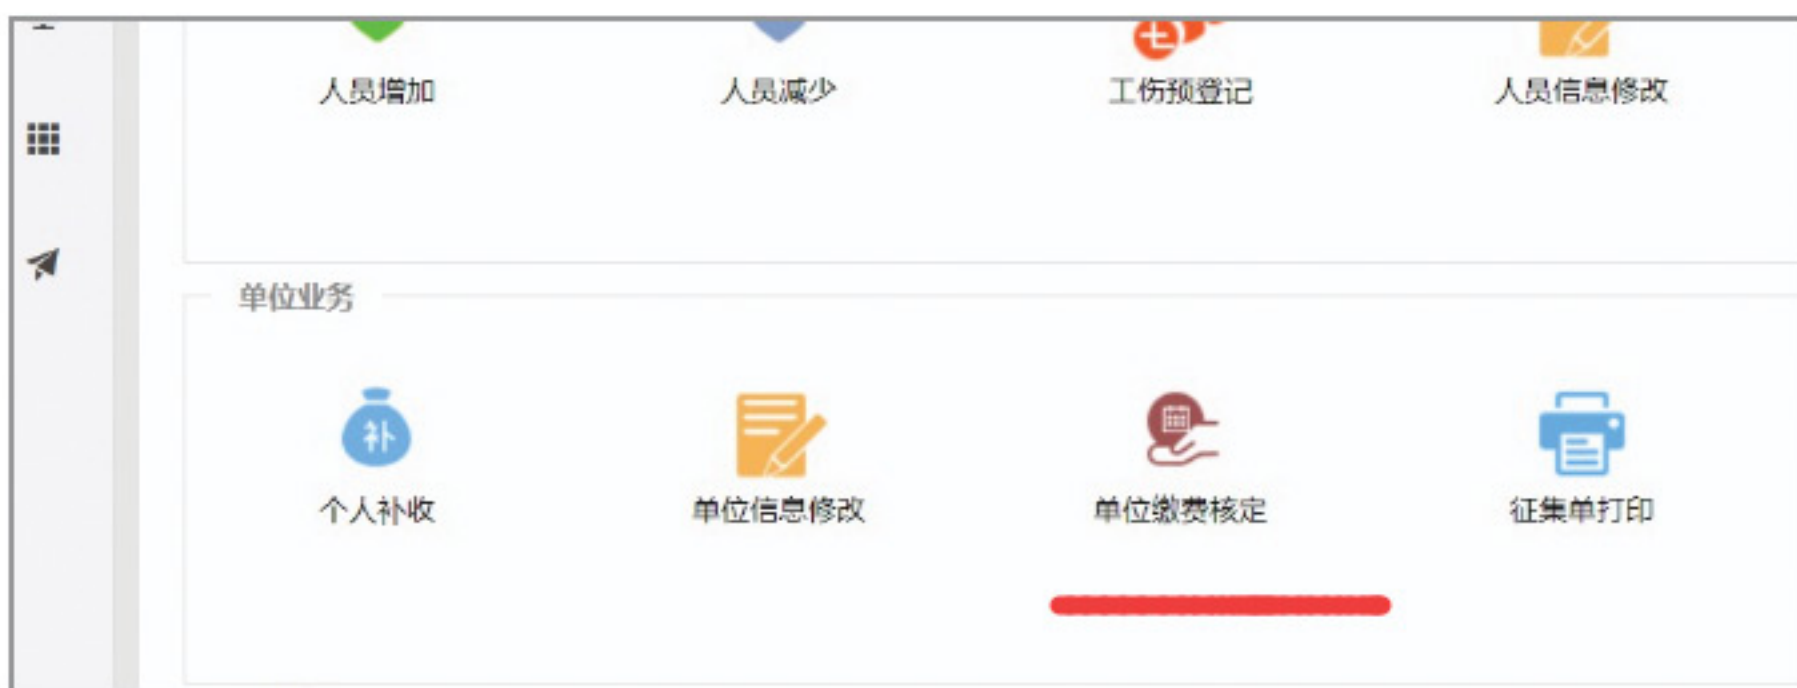 人员增加 人员减少 工伤预登记 人员信息修改
单位业务
补
个人补收 单位信息修改 单位缴费核定 征集单打印